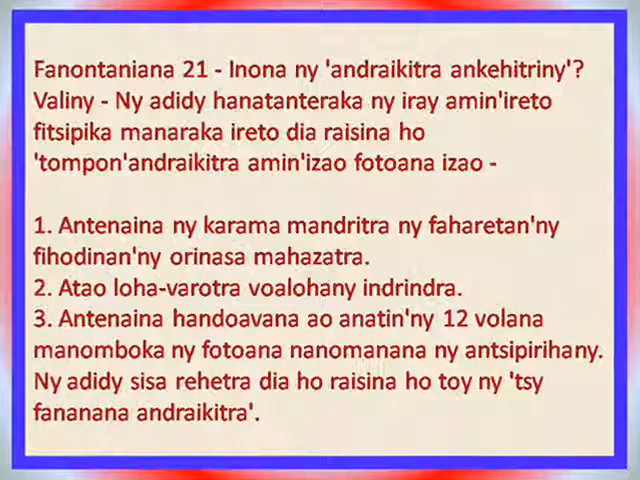 Fanontaniana 21 - Inona ny 'andraikitra ankehitriny'?
Valiny - Ny adidy hanatanteraka ny iray amin'ireto
fitsipika manaraka ireto dia raisina ho
'tompon'andraikitra amin'izao fotoana izao -
1. Antenaina ny karama mandritra ny faharetan'ny
fihodinan'ny orinasa mahazatra.
2. Atao loha-varotra voalohany indrindra.
3. Antenaina handoavana ao anatin'ny 12 volana
manomboka ny fotoana nanomanana ny antsipirihany.
Ny adidy sisa rehetra dia ho raisina ho toy ny 'tsy
fananana andraikitra'.